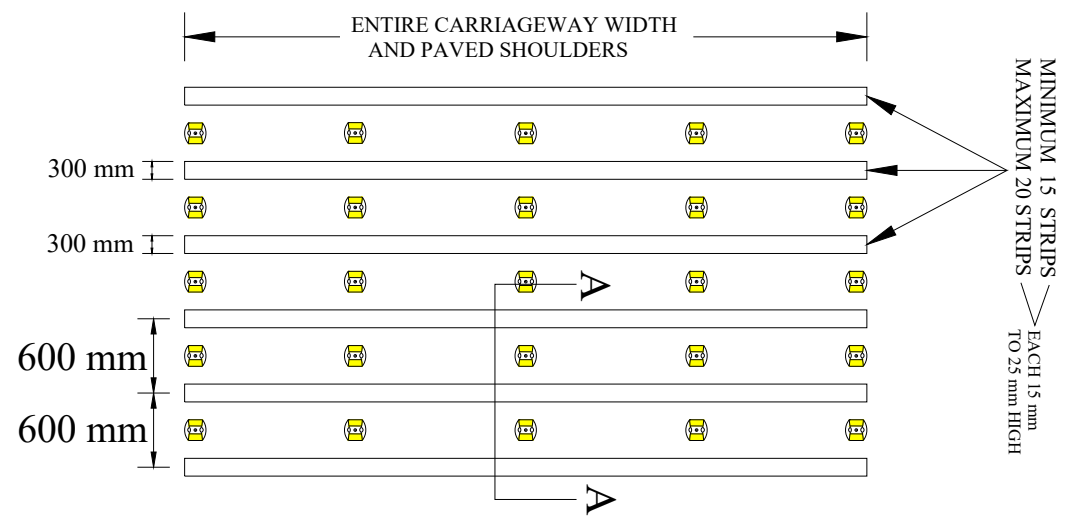 ENTIRE CARRIAGEWAY WIDTH
AND PAVED SHOULDERS
300 mm
300 mm
600 mm
600 mm
A
A
MINIMUM 15 STRIPS
MAXIMUM 20 STRIPS
EACH 15 mm
TO 25 mm HIGH